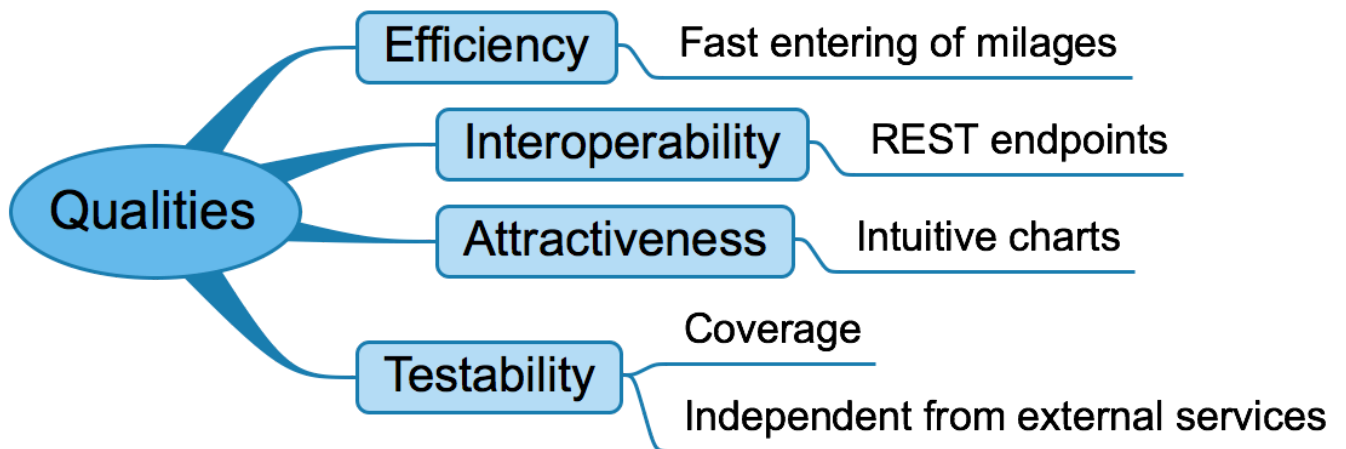 Qualities
Efficiency
Fast entering of milages
Interoperability
REST endpoints
Attractiveness
Intuitive charts
Testability
Coverage
Independent from external services